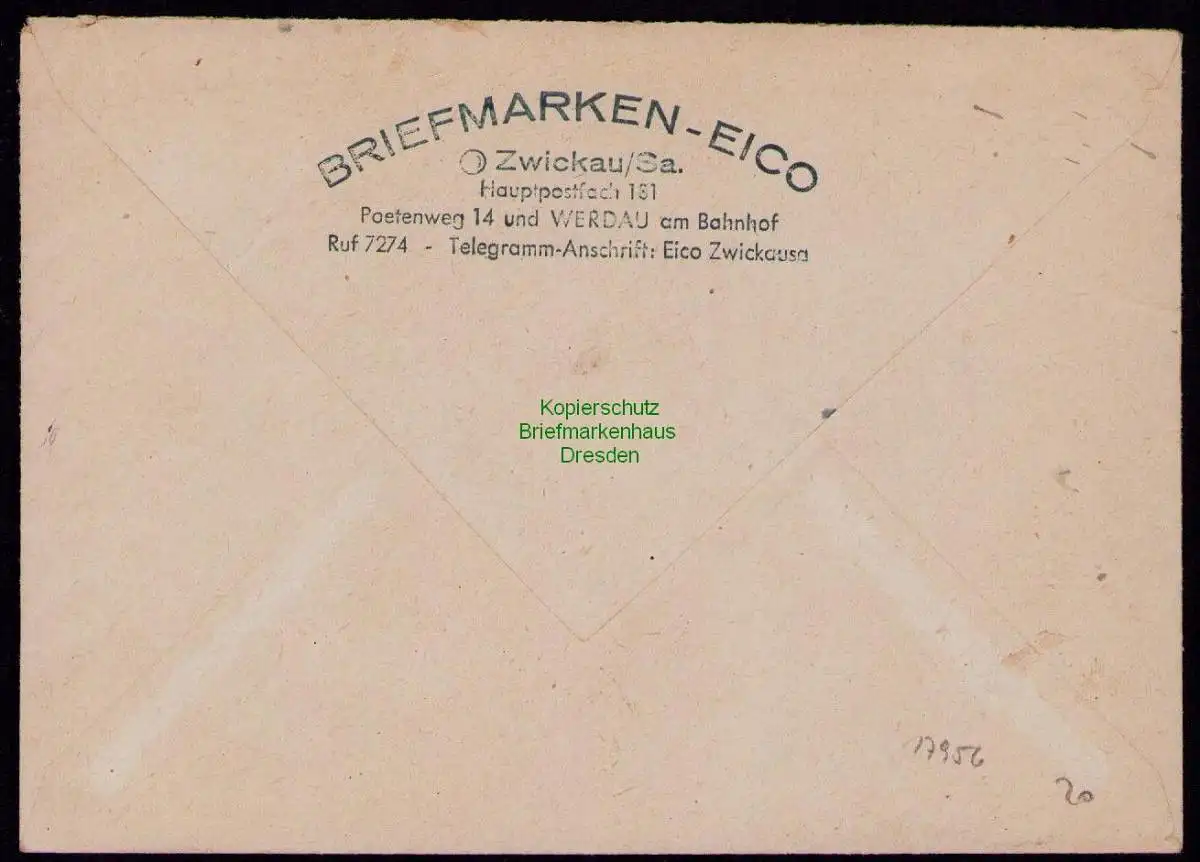 BRIEFMARKEN-EICO
Zwickau/Sa.
Hauptpostfach 181
Poetenweg 14 und WERDAU am Bahnhof
Ruf 7274 - Telegramm-Anschrift: Eico Zwickausa
Kopierschutz
Briefmarkenhaus
Dresden
17956
20